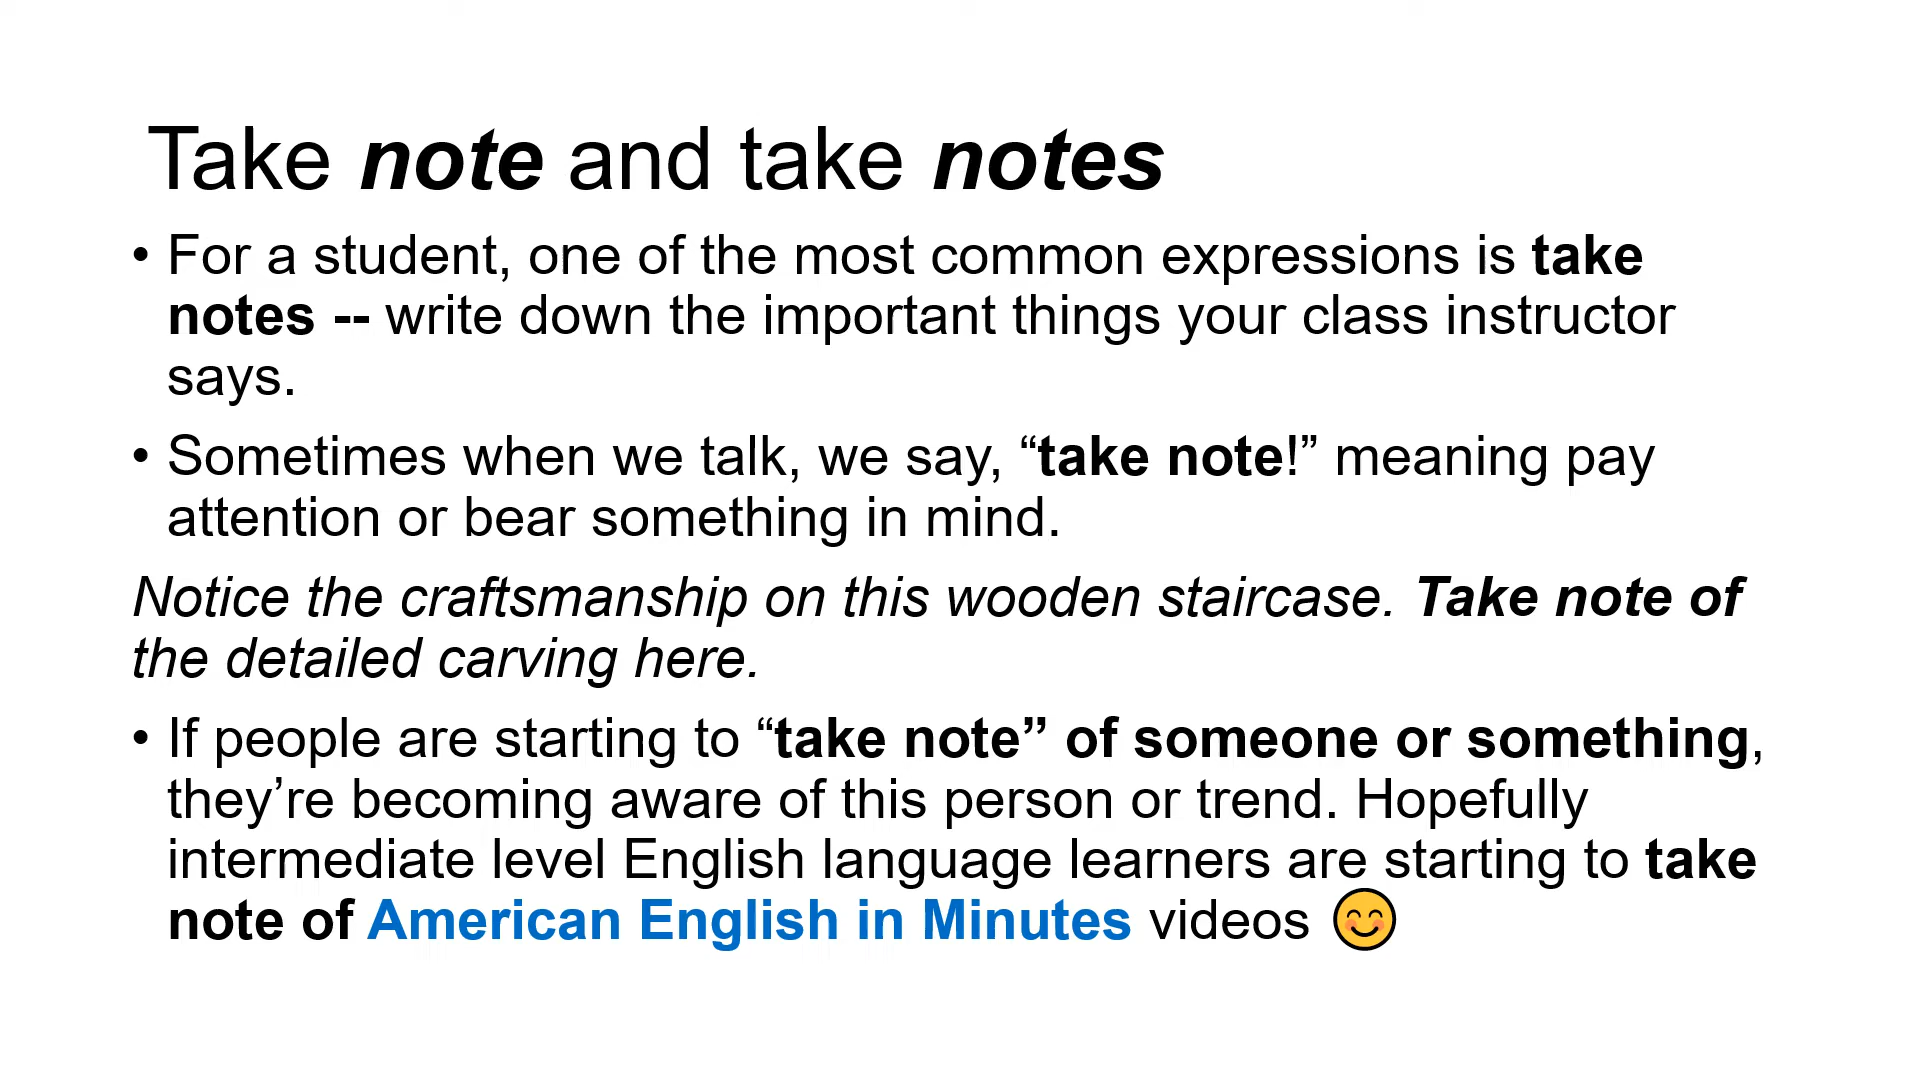 Take note and take notes
• For a student, one of the most common expressions is take
notes -- write down the important things your class instructor
says.
• Sometimes when we talk, we say, “take note!” meaning pay
attention or bear something in mind.
Notice the craftsmanship on this wooden staircase. Take note of
the detailed carving here.
• If people are starting to “take note” of someone or something,
they’re becoming aware of this person or trend. Hopefully
intermediate level English language learners are starting to take
note of American English in Minutes videos 😊